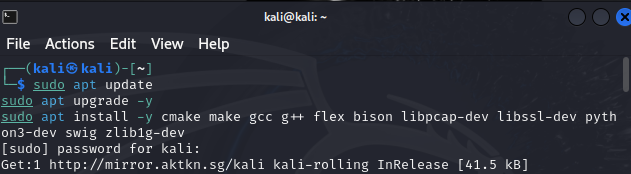 kali@kali: ~
File Actions Edit View Help
┌──(kali㉿kali)-[~]
└─$ sudo apt update
sudo apt upgrade -y
sudo apt install -y cmake make gcc g++ flex bison libpcap-dev libssl-dev pyth
on3-dev swig zlib1g-dev
[sudo] password for kali:
Get:1 http://mirror.aktkn.sg/kali kali-rolling InRelease [41.5 kB]